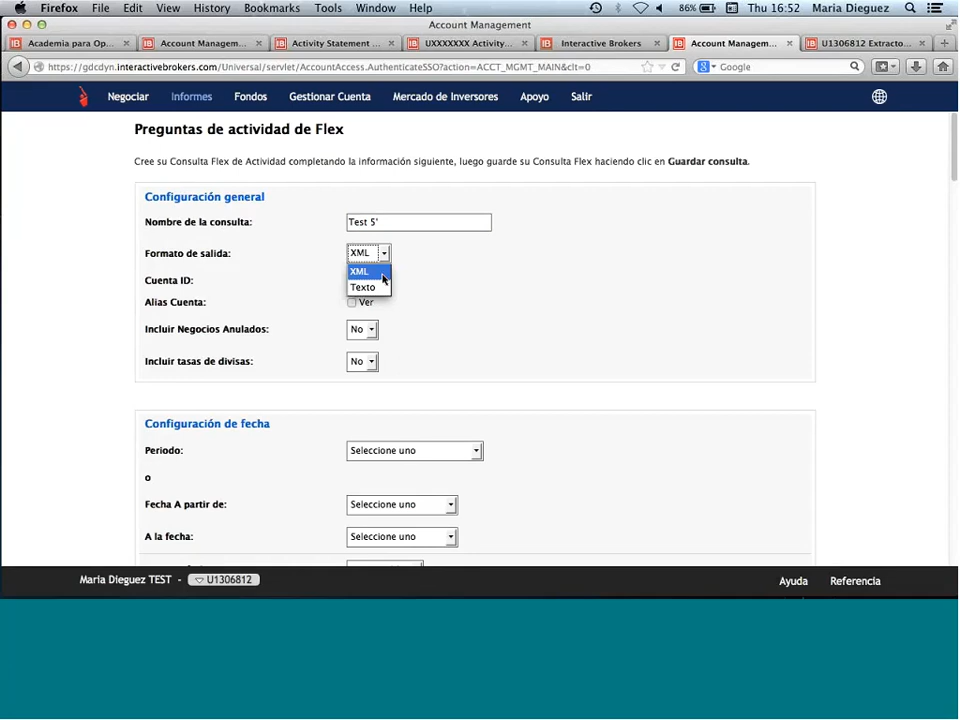 Firefox File Edit View History Bookmarks Tools Window Help 86% Thu 16:52 Maria Dieguez
Account Management
Academia para Op... Account Managem... Activity Statement ... UXXXXXXX Activity... Interactive Brokers Account Managem... U1306812 Extracto...
https://gdcdyn.interactivebrokers.com/Universal/servlet/AccountAccess.AuthenticateSSO?action=ACCT_MGMT_MAIN&clt=0 Google
Negociar Informes Fondos Gestionar Cuenta Mercado de Inversores Apoyo Salir
Preguntas de actividad de Flex
Cree su Consulta Flex de Actividad completando la información siguiente, luego guarde su Consulta Flex haciendo clic en Guardar consulta.
Configuración general
Nombre de la consulta: Test 5'
Formato de salida: XML
XML
Cuenta ID:
Texto
Alias Cuenta: Ver
Incluir Negocios Anulados: No
Incluir tasas de divisas: No
Configuración de fecha
Periodo: Seleccione uno
o
Fecha A partir de: Seleccione uno
A la fecha: Seleccione uno
Maria Dieguez TEST - U1306812 Ayuda Referencia